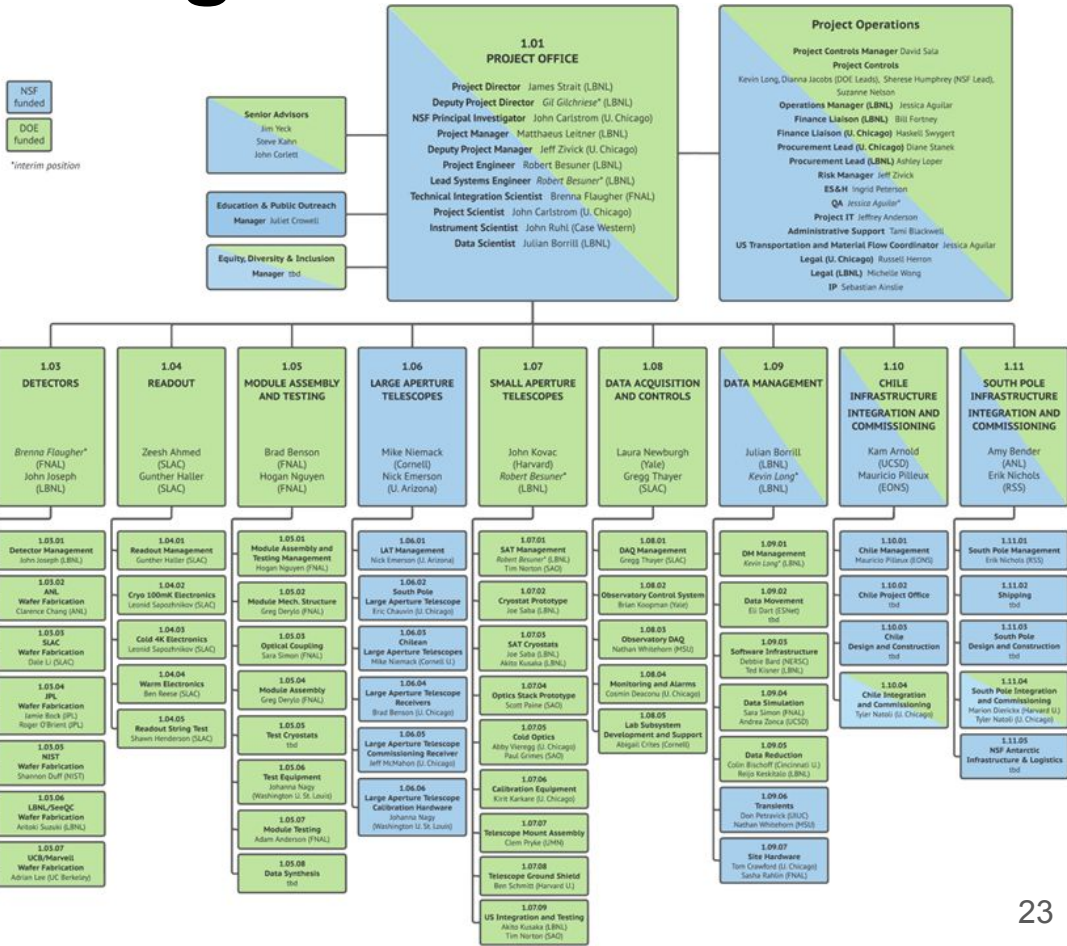 NSF
funded
DOE
funded
*interim position
Senior Advisors
Jim Yeck
Steve Kahn
John Corlett
Education & Public Outreach
Manager Juliet Crowell
Equity, Diversity & Inclusion
Manager tbd
1.01
PROJECT OFFICE
Project Director James Strait (LBNL)
Deputy Project Director Gil Gilchriese* (LBNL)
NSF Principal Investigator John Carlstrom (U. Chicago)
Project Manager Matthaeus Leitner (LBNL)
Deputy Project Manager Jeff Zivick (U. Chicago)
Project Engineer Robert Besuner (LBNL)
Lead Systems Engineer Robert Besuner* (LBNL)
Technical Integration Scientist Brenna Flaugher (FNAL)
Project Scientist John Carlstrom (U. Chicago)
Instrument Scientist John Ruhl (Case Western)
Data Scientist Julian Borrill (LBNL)
Project Operations
Project Controls Manager David Sala
Project Controls
Kevin Long, Dianna Jacobs (DOE Leads), Sherese Humphrey (NSF Lead),
Suzanne Nelson
Operations Manager (LBNL) Jessica Aguilar
Finance Liaison (LBNL) Bill Fortney
Finance Liaison (U. Chicago) Haskell Swygert
Procurement Lead (U. Chicago) Diane Stanek
Procurement Lead (LBNL) Ashley Loper
Risk Manager Jeff Zivick
ES&H Ingrid Peterson
QA Jessica Aguilar*
Project IT Jeffrey Anderson
Administrative Support Tami Blackwell
US Transportation and Material Flow Coordinator Jessica Aguilar
Legal (U. Chicago) Russell Herron
Legal (LBNL) Michelle Wong
IP Sebastian Ainslie
1.03
DETECTORS
Brenna Flaugher*
(FNAL)
John Joseph
(LBNL)
1.03.01
Detector Management
John Joseph (LBNL)
1.03.02
ANL
Wafer Fabrication
Clarence Chang (ANL)
1.03.03
SLAC
Wafer Fabrication
Dale Li (SLAC)
1.03.04
JPL
Wafer Fabrication
Jamie Bock (JPL)
Roger O'Brient (JPL)
1.03.05
NIST
Wafer Fabrication
Shannon Duff (NIST)
1.03.06
LBNL/SeeQC
Wafer Fabrication
Aritoki Suzuki (LBNL)
1.03.07
UCB/Marvell
Wafer Fabrication
Adrian Lee (UC Berkeley)
1.04
READOUT
Zeesh Ahmed
(SLAC)
Gunther Haller
(SLAC)
1.04.01
Readout Management
Gunther Haller (SLAC)
1.04.02
Cryo 100mK Electronics
Leonid Sapozhnikov (SLAC)
1.04.03
Cold 4K Electronics
Leonid Sapozhnikov (SLAC)
1.04.04
Warm Electronics
Ben Reese (SLAC)
1.04.05
Readout String Test
Shawn Henderson (SLAC)
1.05
MODULE ASSEMBLY
AND TESTING
Brad Benson
(FNAL)
Hogan Nguyen
(FNAL)
1.05.01
Module Assembly and
Testing Management
Hogan Nguyen (FNAL)
1.05.02
Module Mech. Structure
Greg Derylo (FNAL)
1.05.03
Optical Coupling
Sara Simon (FNAL)
1.05.04
Module Assembly
Greg Derylo (FNAL)
1.05.05
Test Cryostats
tbd
1.05.06
Test Equipment
Johanna Nagy
(Washington U. St. Louis)
1.05.07
Module Testing
Adam Anderson (FNAL)
1.05.08
Data Synthesis
tbd
1.06
LARGE APERTURE
TELESCOPES
Mike Niemack
(Cornell)
Nick Emerson
(U. Arizona)
1.06.01
LAT Management
Nick Emerson (U. Arizona)
1.06.02
South Pole
Large Aperture Telescope
Eric Chauvin (U. Chicago)
1.06.03
Chilean
Large Aperture Telescopes
Mike Niemack (Cornell U.)
1.06.04
Large Aperture Telescope
Receivers
Brad Benson (U. Chicago)
1.06.05
Large Aperture Telescope
Commissioning Receiver
Jeff McMahon (U. Chicago)
1.06.06
Large Aperture Telescope
Calibration Hardware
Johanna Nagy
(Washington U. St. Louis)
1.07
SMALL APERTURE
TELESCOPES
John Kovac
(Harvard)
Robert Besuner*
(LBNL)
1.07.01
SAT Management
Robert Besuner* (LBNL)
Tim Norton (SAO)
1.07.02
Cryostat Prototype
Joe Saba (LBNL)
1.07.03
SAT Cryostats
Joe Saba (LBNL)
Akito Kusaka (LBNL)
1.07.04
Optics Stack Prototype
Scott Paine (SAO)
1.07.05
Cold Optics
Abby Vieregg (U. Chicago)
Paul Grimes (SAO)
1.07.06
Calibration Equipment
Kirit Karkare (U. Chicago)
1.07.07
Telescope Mount Assembly
Clem Pryke (UMN)
1.07.08
Telescope Ground Shield
Ben Schmitt (Harvard U.)
1.07.09
US Integration and Testing
Akito Kusaka (LBNL)
Tim Norton (SAO)
1.08
DATA ACQUISITION
AND CONTROLS
Laura Newburgh
(Yale)
Gregg Thayer
(SLAC)
1.08.01
DAQ Management
Gregg Thayer (SLAC)
1.08.02
Observatory Control System
Brian Koopman (Yale)
1.08.03
Observatory DAQ
Nathan Whitehorn (MSU)
1.08.04
Monitoring and Alarms
Cosmin Deaconu (U. Chicago)
1.08.05
Lab Subsystem
Development and Support
Abigail Crites (Cornell)
1.09
DATA MANAGEMENT
Julian Borrill
(LBNL)
Kevin Long*
(LBNL)
1.09.01
DM Management
Kevin Long* (LBNL)
1.09.02
Data Movement
Eli Dart (ESNet)
tbd
1.09.03
Software Infrastructure
Debbie Bard (NERSC)
Ted Kisner (LBNL)
1.09.04
Data Simulation
Sara Simon (FNAL)
Andrea Zonca (UCSD)
1.09.05
Data Reduction
Colin Bischoff (Cincinnati U.)
Reijo Keskitalo (LBNL)
1.09.06
Transients
Don Petravick (UIUC)
Nathan Whitehorn (MSU)
1.09.07
Site Hardware
Tom Crawford (U. Chicago)
Sasha Rahlin (FNAL)
1.10
CHILE
INFRASTRUCTURE
INTEGRATION AND
COMMISSIONING
Kam Arnold
(UCSD)
Mauricio Pilleux
(EONS)
1.10.01
Chile Management
Mauricio Pilleux (EONS)
1.10.02
Chile Project Office
tbd
1.10.03
Chile
Design and Construction
tbd
1.10.04
Chile Integration
and Commissioning
Tyler Natoli (U. Chicago)
1.11
SOUTH POLE
INFRASTRUCTURE
INTEGRATION AND
COMMISSIONING
Amy Bender
(ANL)
Erik Nichols
(RSS)
1.11.01
South Pole Management
Erik Nichols (RSS)
1.11.02
Shipping
tbd
1.11.03
South Pole
Design and Construction
tbd
1.11.04
South Pole Integration
and Commissioning
Marion Dierickx (Harvard U.)
Tyler Natoli (U. Chicago)
1.11.05
NSF Antarctic
Infrastructure & Logistics
tbd
23